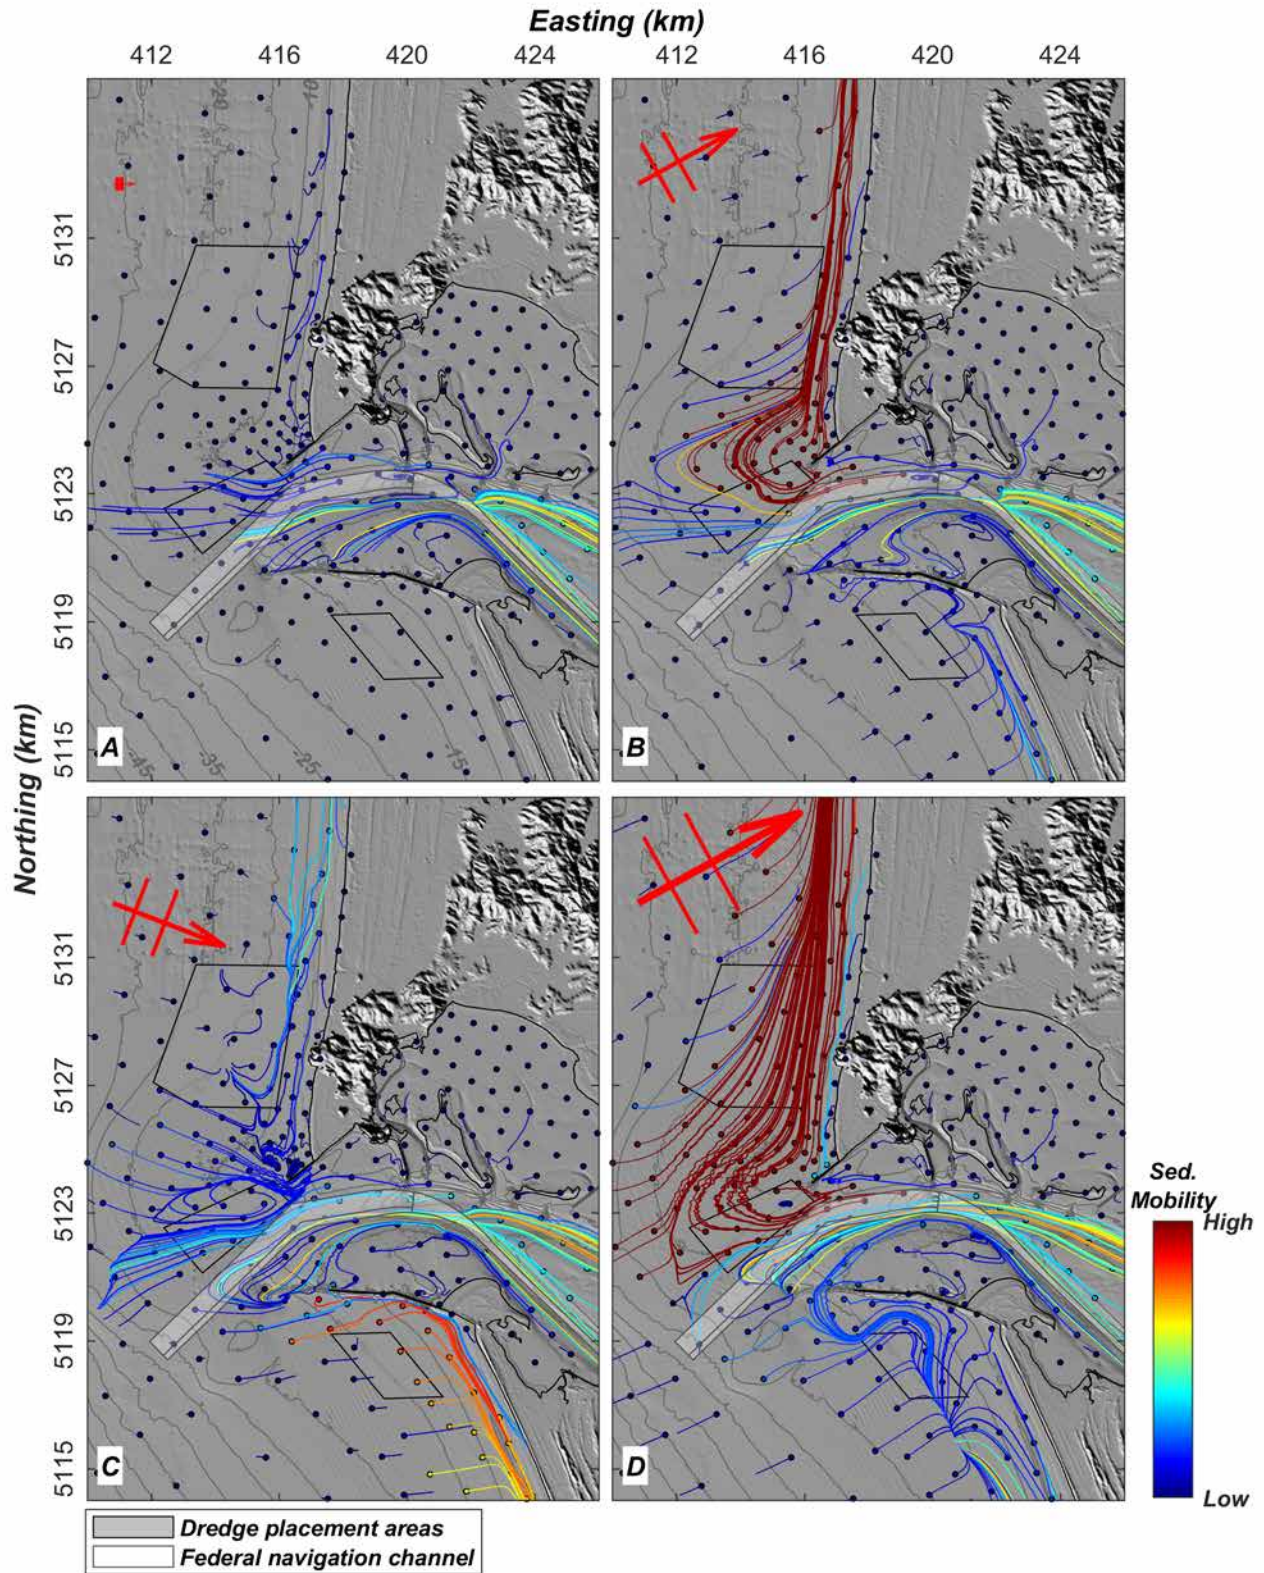 Easting (km)
412 416 420 424 412 416 420 424
-20 -10
5131
5127
5123
5119
5115
A B
-45 -35 -25 -15
Northing (km)
5131
5127
5123
5119
5115
C D
Sed.
Mobility
High
Low
Dredge placement areas
Federal navigation channel